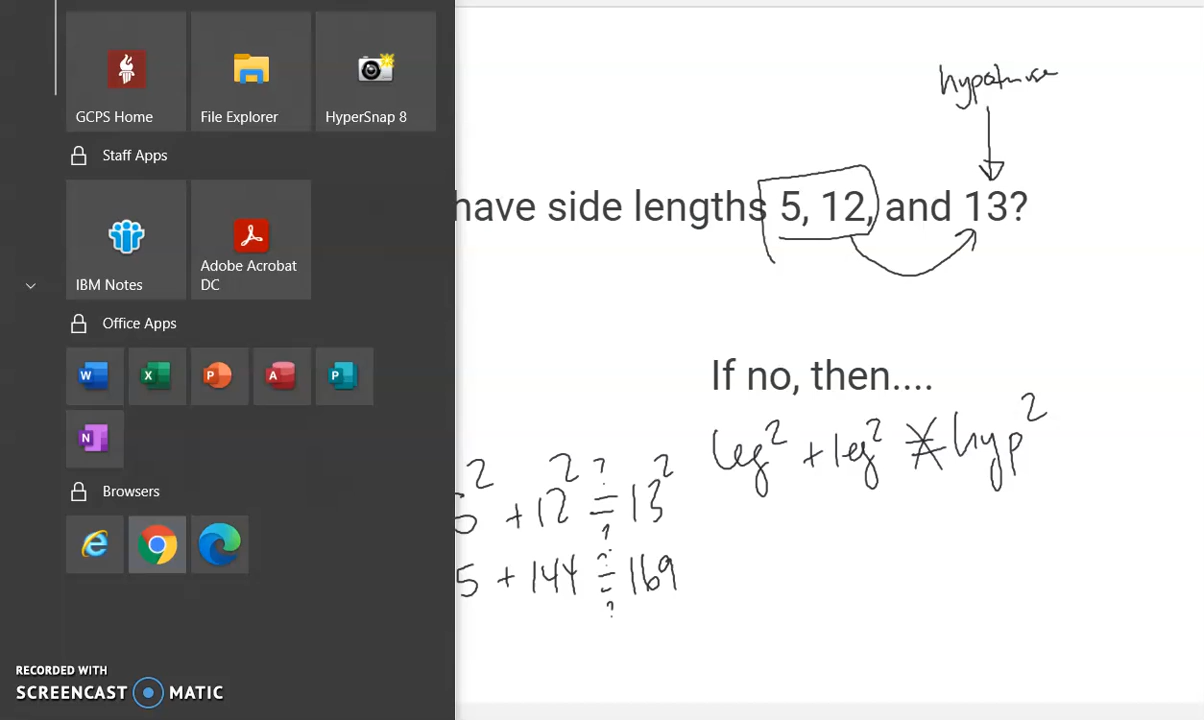 GCPS Home
File Explorer
HyperSnap 8
Staff Apps
IBM Notes
Adobe Acrobat
DC
Office Apps
Browsers
RECORDED WITH
SCREENCAST MATIC
hypotenuse
have side lengths 5, 12, and 13?
If no, then....
leg² + leg² ≠ hyp²
5² + 12² ≟ 13²
5 + 144 ≟ 169